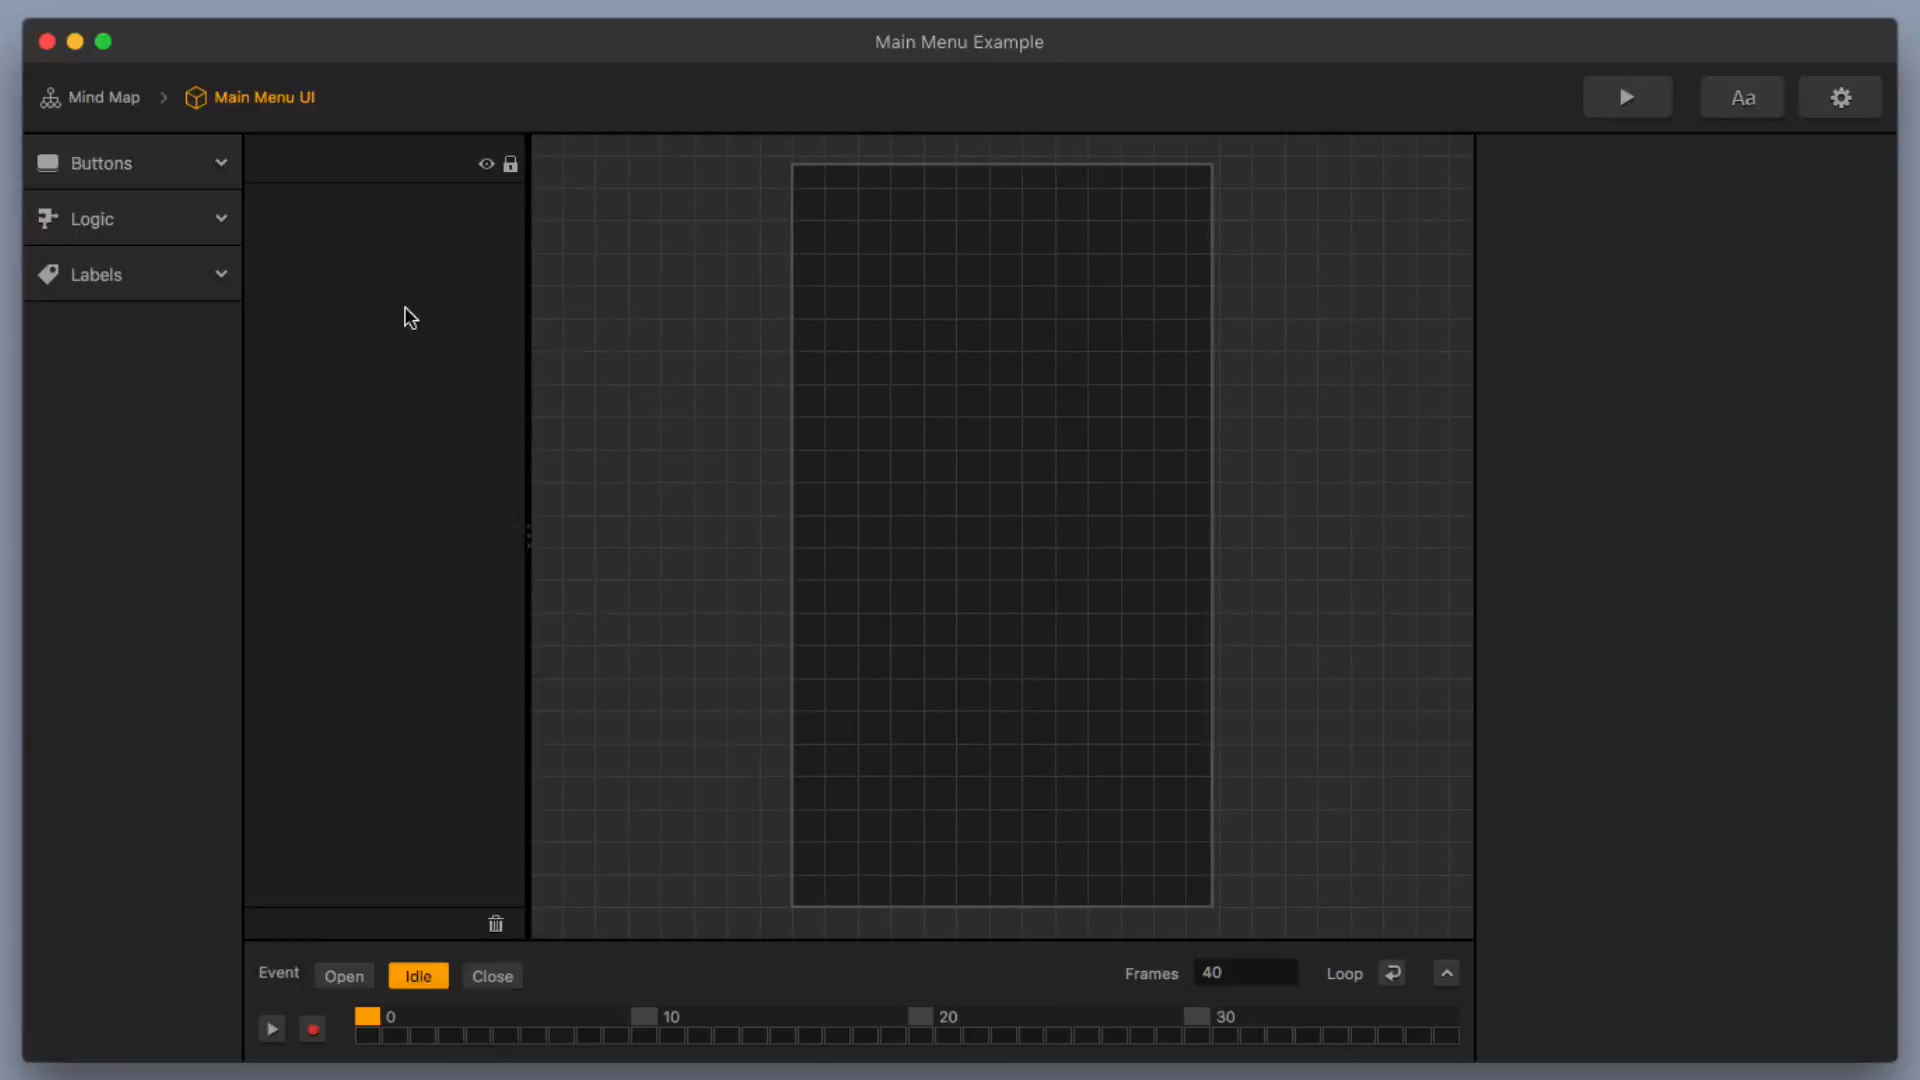 Main Menu Example
Mind Map
Main Menu UI
Aa
Buttons
Logic
Labels
Event
Open
Idle
Close
Frames
40
Loop
0
10
20
30